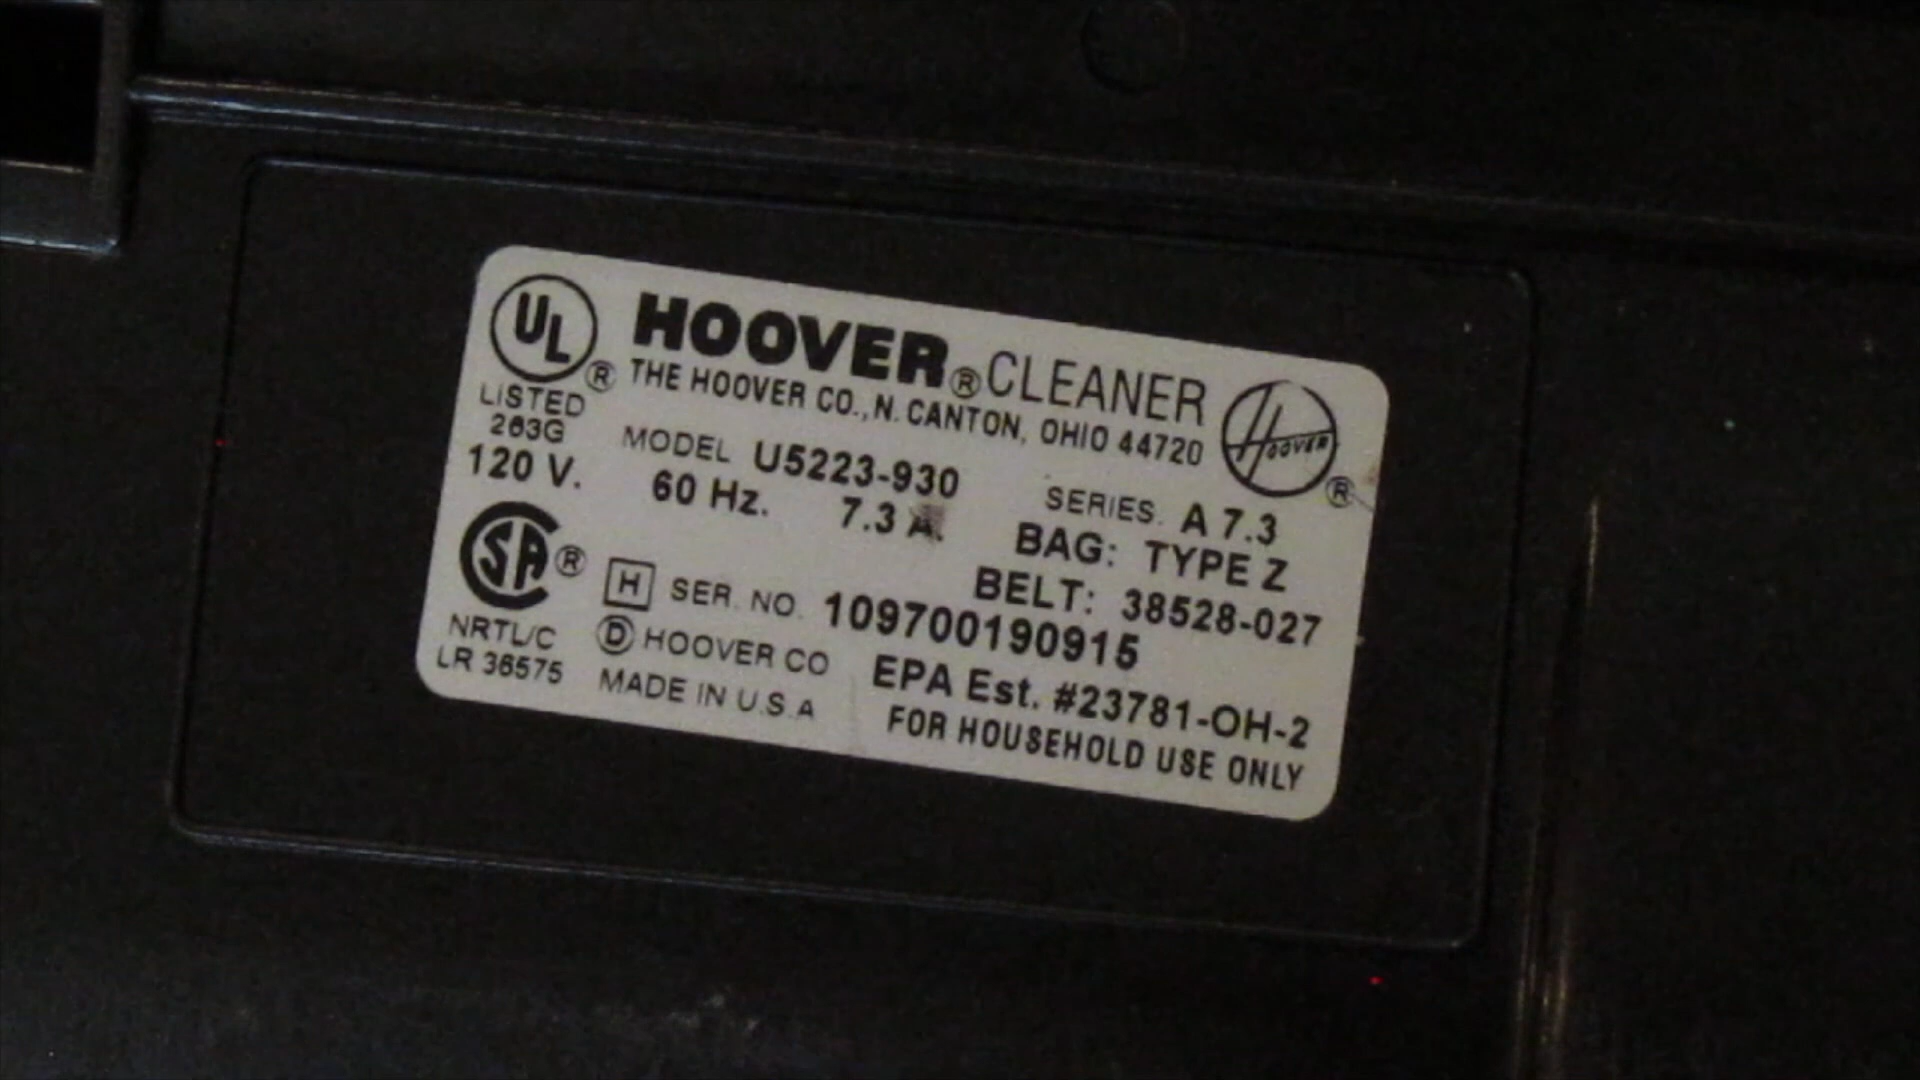 UL ® HOOVER® CLEANER
THE HOOVER CO., N. CANTON, OHIO 44720
HOOVER ®
LISTED
263G
MODEL U5223-930 SERIES. A 7.3
120 V. 60 Hz. 7.3 A. BAG: TYPE Z
BELT: 38528-027
SA ® H SER. NO. 109700190915
NRTL/C D HOOVER CO EPA Est. #23781-OH-2
LR 36575 MADE IN U.S.A FOR HOUSEHOLD USE ONLY